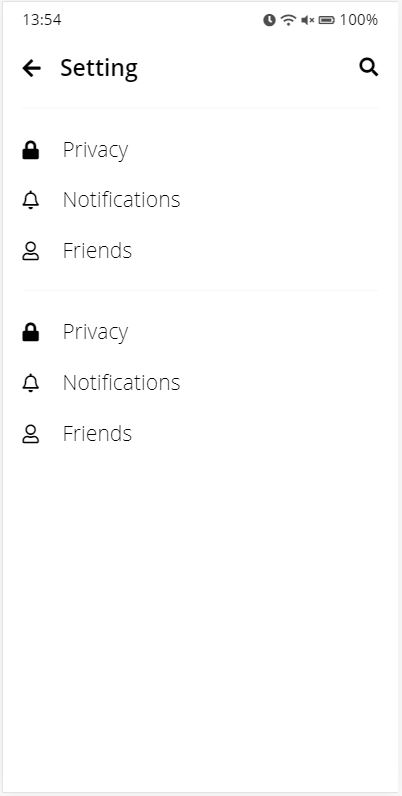 13:54 100%
Setting
Privacy
Notifications
Friends
Privacy
Notifications
Friends